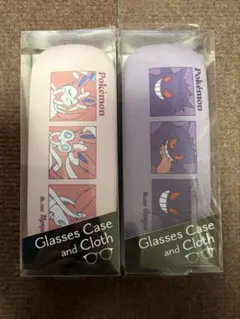 Pokémon
Glasses Case
and Cloth
Pokémon
Glasses Case
and Cloth